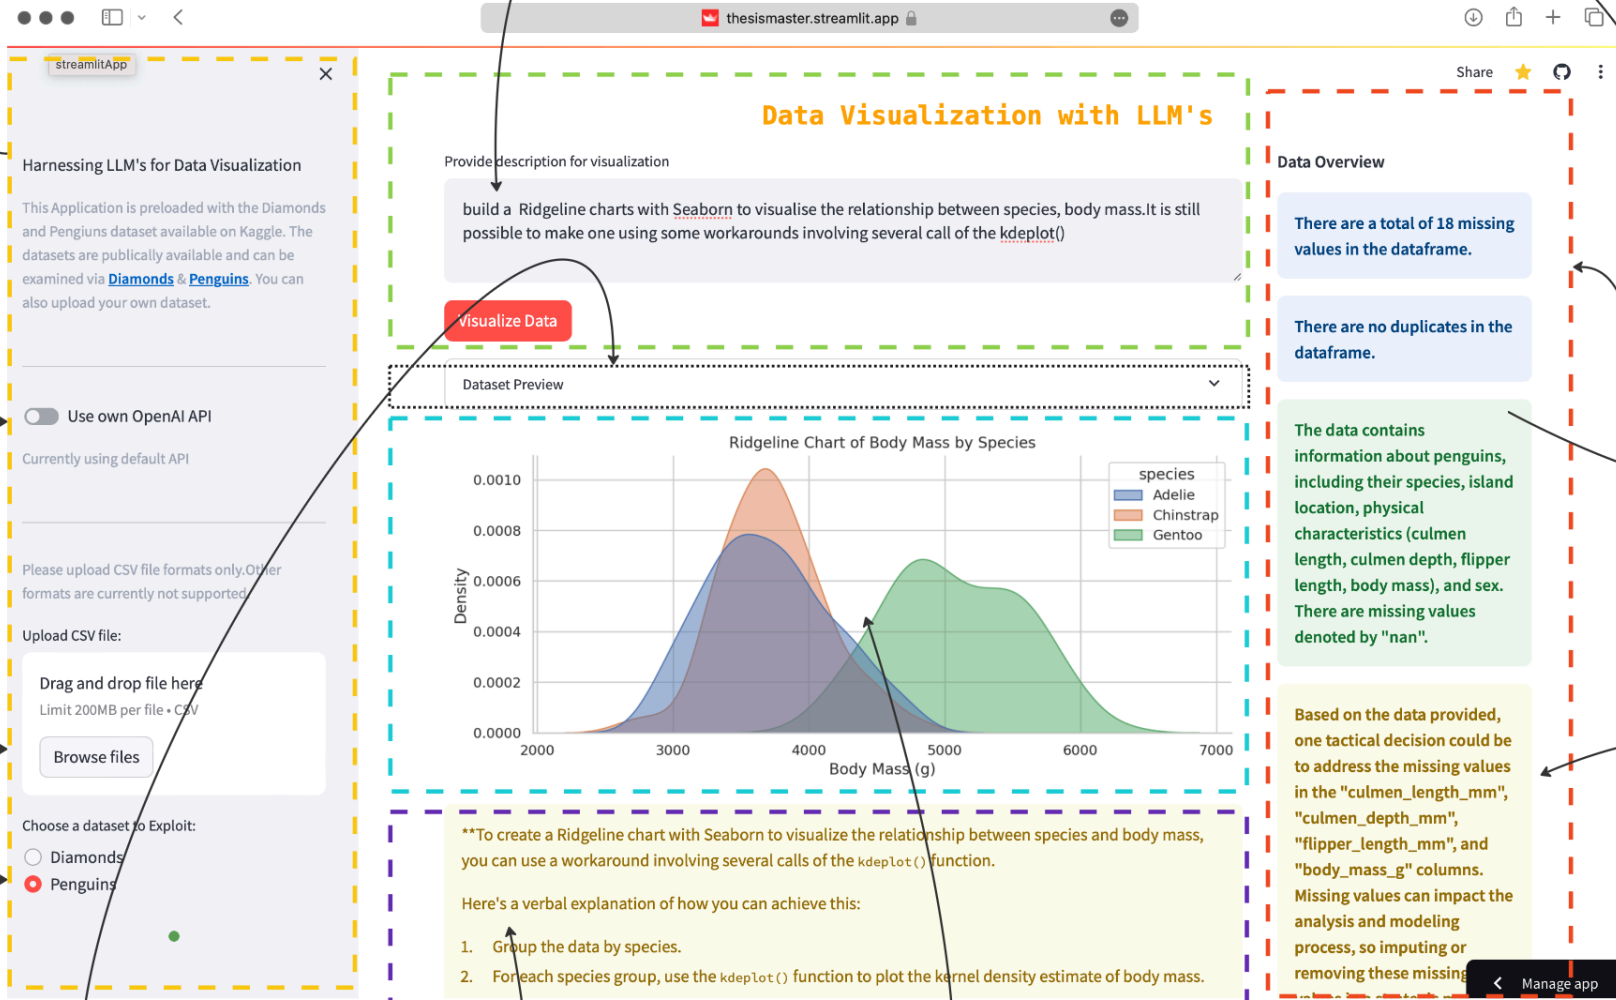 thesismaster.streamlit.app
streamlitApp
Harnessing LLM's for Data Visualization
This Application is preloaded with the Diamonds
and Pengiuns dataset available on Kaggle. The
datasets are publically available and can be
examined via Diamonds & Penguins. You can
also upload your own dataset.
Use own OpenAI API
Currently using default API
Please upload CSV file formats only.Other
formats are currently not supported.
Upload CSV file:
Drag and drop file here
Limit 200MB per file • CSV
Browse files
Choose a dataset to Exploit:
Diamonds
Penguins
Share
Data Visualization with LLM's
Provide description for visualization
build a  Ridgeline charts with Seaborn to visualise the relationship between species, body mass.It is still
possible to make one using some workarounds involving several call of the kdeplot()
Visualize Data
Dataset Preview
Ridgeline Chart of Body Mass by Species
species
Adelie
Chinstrap
Gentoo
Density
0.0010
0.0008
0.0006
0.0004
0.0002
0.0000
2000 3000 4000 5000 6000 7000
Body Mass (g)
**To create a Ridgeline chart with Seaborn to visualize the relationship between species and body mass,
you can use a workaround involving several calls of the kdeplot() function.
Here's a verbal explanation of how you can achieve this:
1. Group the data by species.
2. For each species group, use the kdeplot() function to plot the kernel density estimate of body mass.
Data Overview
There are a total of 18 missing
values in the dataframe.
There are no duplicates in the
dataframe.
The data contains
information about penguins,
including their species, island
location, physical
characteristics (culmen
length, culmen depth, flipper
length, body mass), and sex.
There are missing values
denoted by "nan".
Based on the data provided,
one tactical decision could be
to address the missing values
in the "culmen_length_mm",
"culmen_depth_mm",
"flipper_length_mm", and
"body_mass_g" columns.
Missing values can impact the
analysis and modeling
process, so imputing or
removing these missing
Manage app